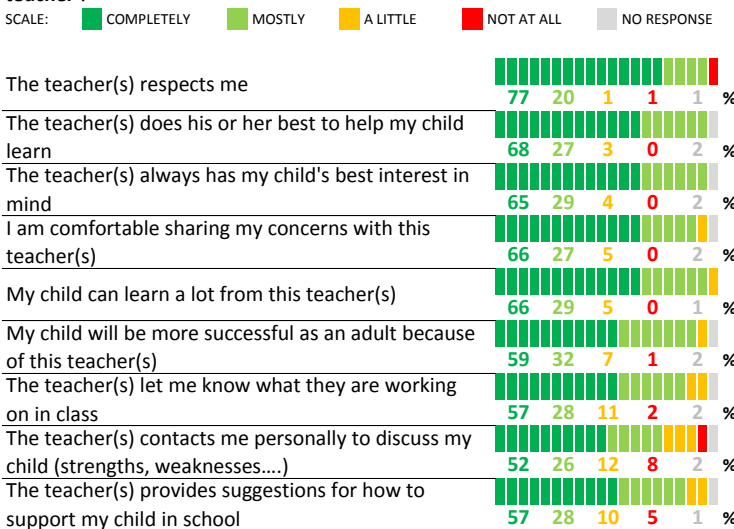 teacher?
SCALE: COMPLETELY MOSTLY A LITTLE NOT AT ALL NO RESPONSE
The teacher(s) respects me
77 20 1 1 1 %
The teacher(s) does his or her best to help my child
learn
68 27 3 0 2 %
The teacher(s) always has my child's best interest in
mind
65 29 4 0 2 %
I am comfortable sharing my concerns with this
teacher(s)
66 27 5 0 2 %
My child can learn a lot from this teacher(s)
66 29 5 0 1 %
My child will be more successful as an adult because
of this teacher(s)
59 32 7 1 2 %
The teacher(s) let me know what they are working
on in class
57 28 11 2 2 %
The teacher(s) contacts me personally to discuss my
child (strengths, weaknesses....)
52 26 12 8 2 %
The teacher(s) provides suggestions for how to
support my child in school
57 28 10 5 1 %